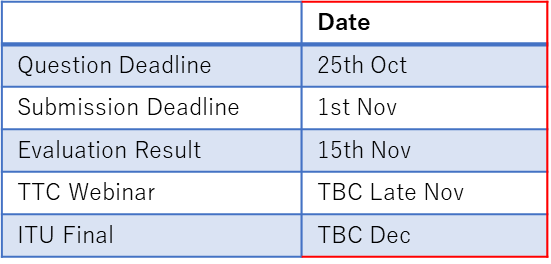 Date
Question Deadline 25th Oct
Submission Deadline 1st Nov
Evaluation Result 15th Nov
TTC Webinar TBC Late Nov
ITU Final TBC Dec